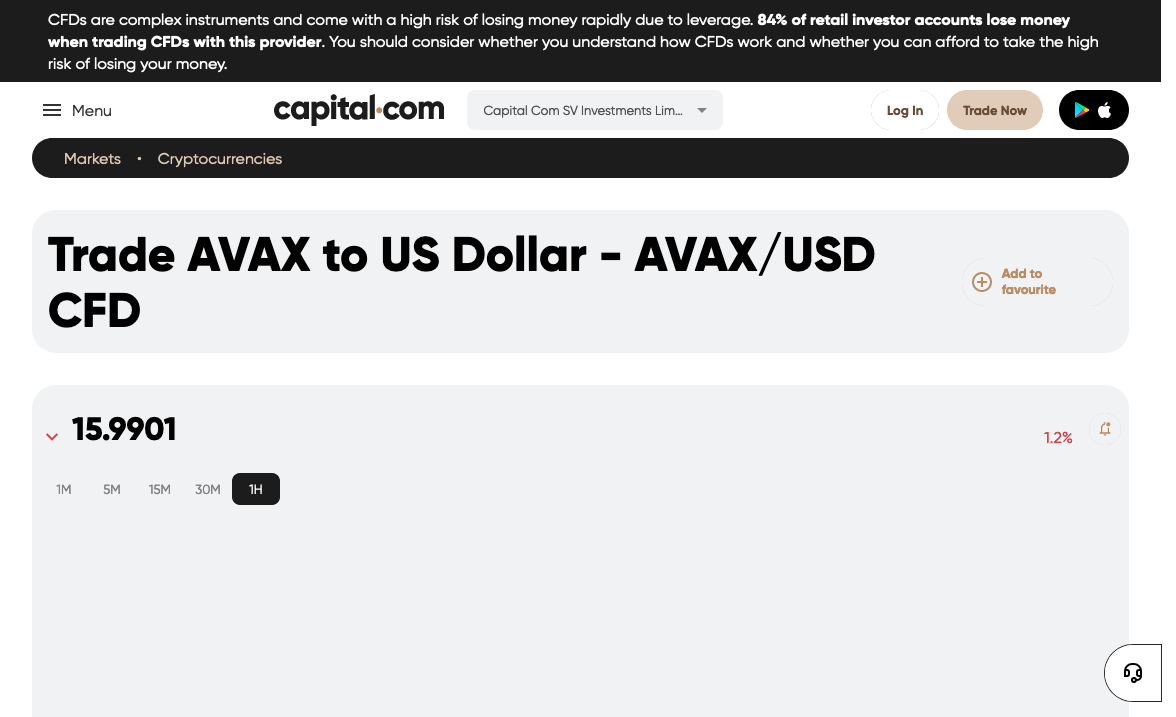 CFDs are complex instruments and come with a high risk of losing money rapidly due to leverage. 84% of retail investor accounts lose money
when trading CFDs with this provider. You should consider whether you understand how CFDs work and whether you can afford to take the high
risk of losing your money.
Menu
capital.com
Capital Com SV Investments Lim...
Log In
Trade Now
Markets • Cryptocurrencies
Trade AVAX to US Dollar - AVAX/USD
CFD
Add to
favourite
15.9901
1.2%
1M 5M 15M 30M 1H